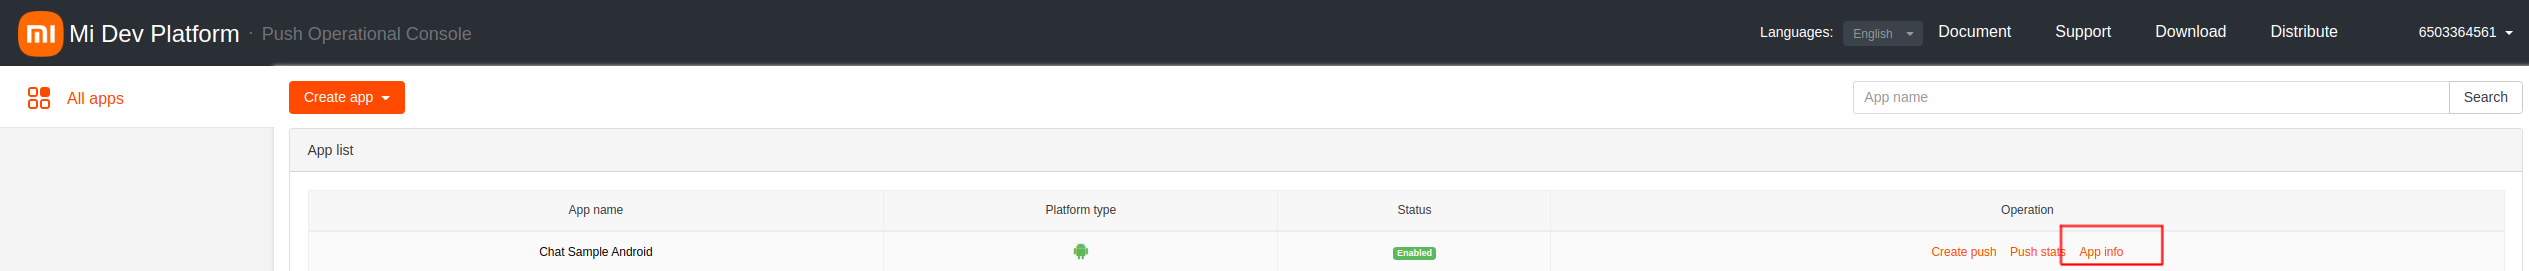 Mi Dev Platform · Push Operational Console Languages: English Document Support Download Distribute 6503364561
All apps Create app App name Search
App list
App name Platform type Status Operation
Chat Sample Android Enabled Create push Push stats App info